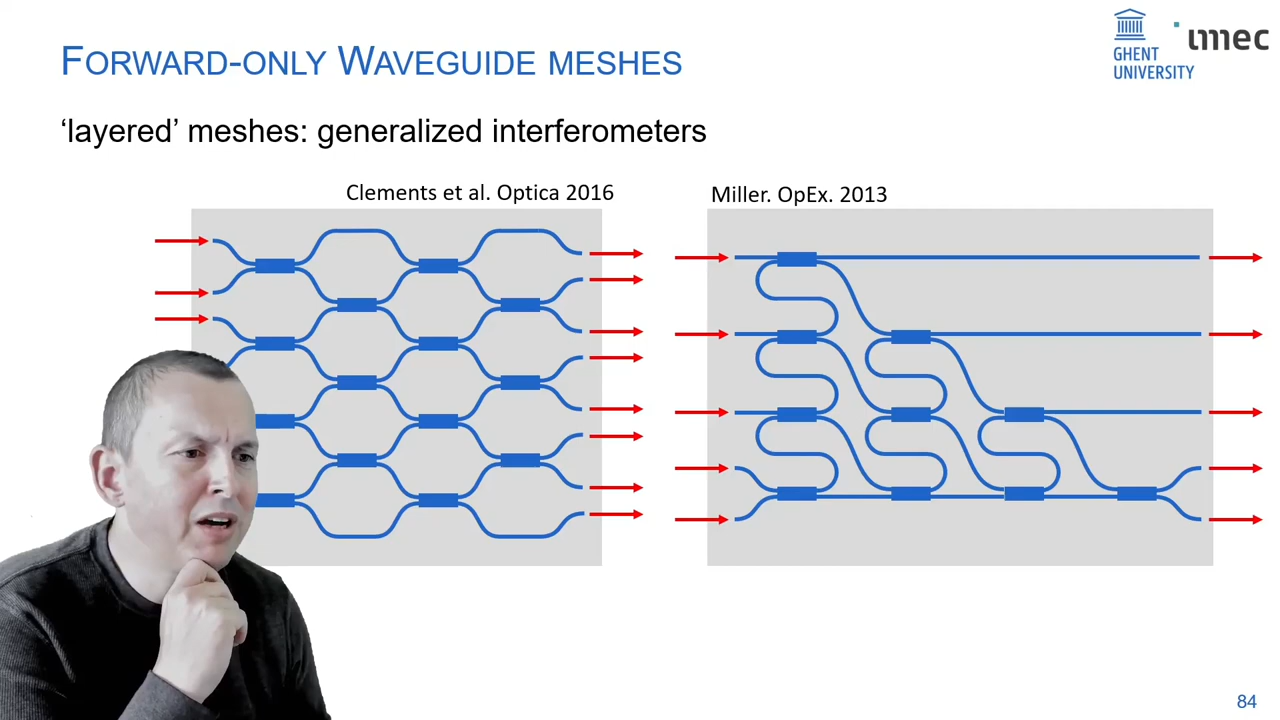 FORWARD-ONLY WAVEGUIDE MESHES
GHENT
UNIVERSITY
imec
‘layered’ meshes: generalized interferometers
Clements et al. Optica 2016
Miller. OpEx. 2013
84